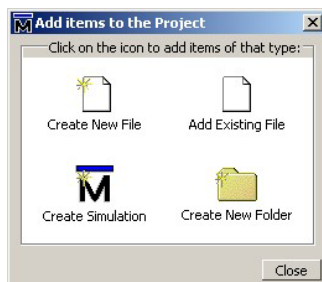 Add items to the Project
Click on the icon to add items of that type:
Create New File
Add Existing File
Create Simulation
Create New Folder
Close